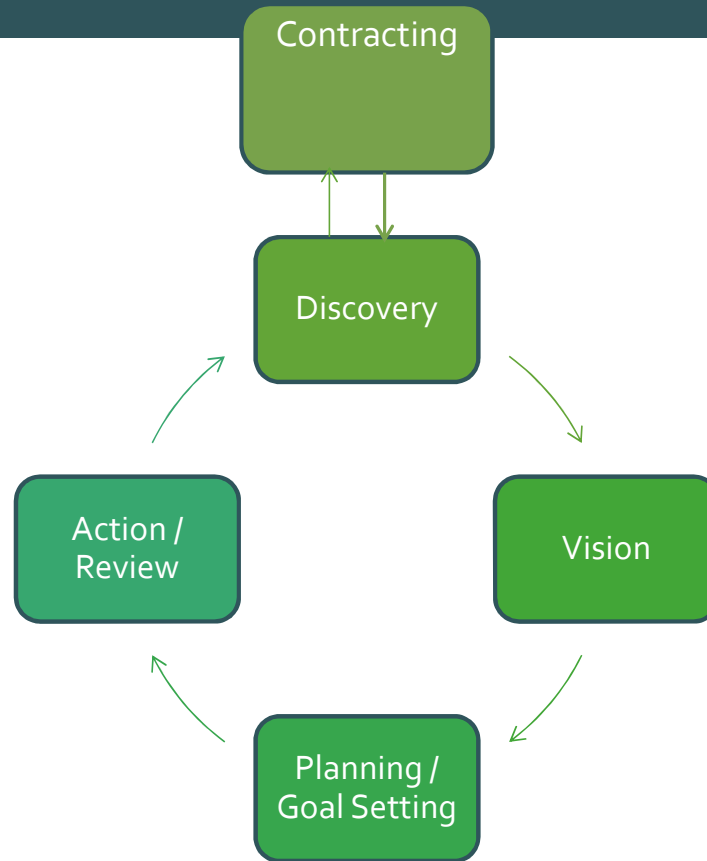 Contracting
Discovery
Action /
Review
Vision
Planning /
Goal Setting